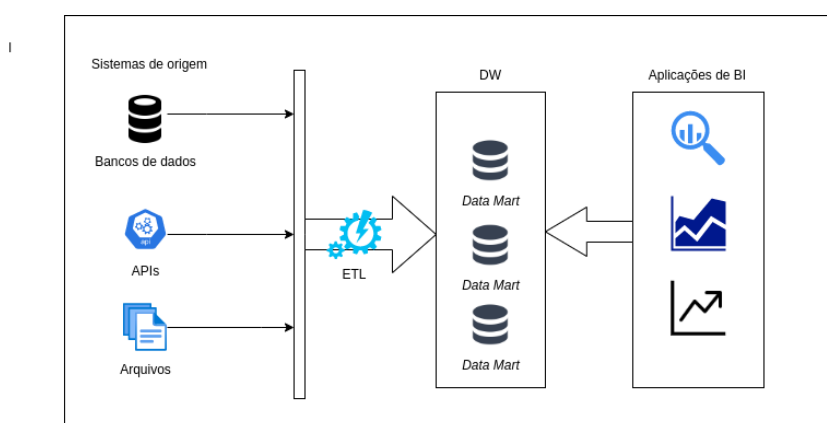 I
Sistemas de origem
Bancos de dados
api
APIs
Arquivos
ETL
DW
Data Mart
Data Mart
Data Mart
Aplicações de BI